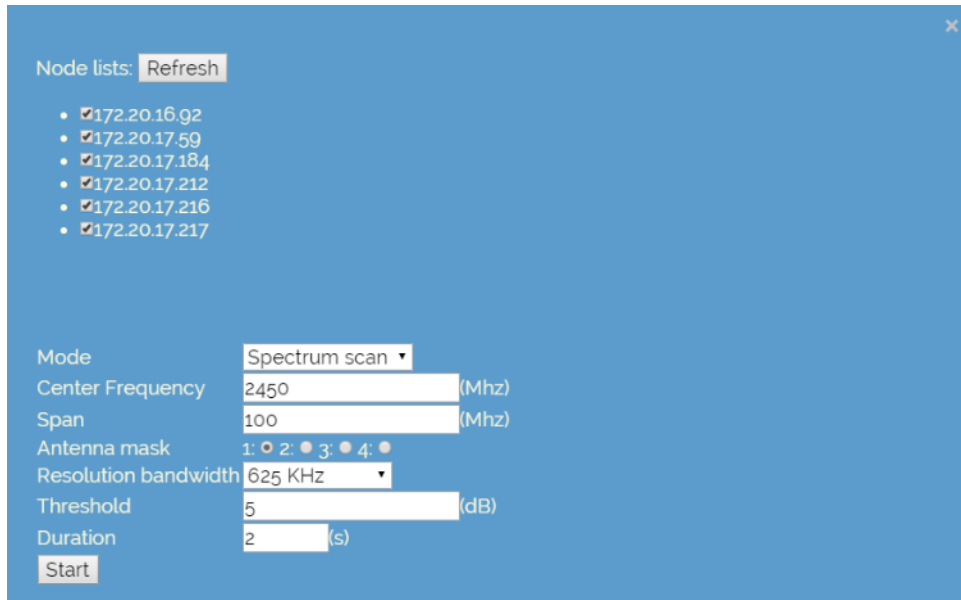 ×
Node lists: Refresh
172.20.16.92
172.20.17.59
172.20.17.184
172.20.17.212
172.20.17.216
172.20.17.217
Mode Spectrum scan
Center Frequency 2450 (Mhz)
Span 100 (Mhz)
Antenna mask 1: 2: 3: 4:
Resolution bandwidth 625 KHz
Threshold 5 (dB)
Duration 2 (s)
Start